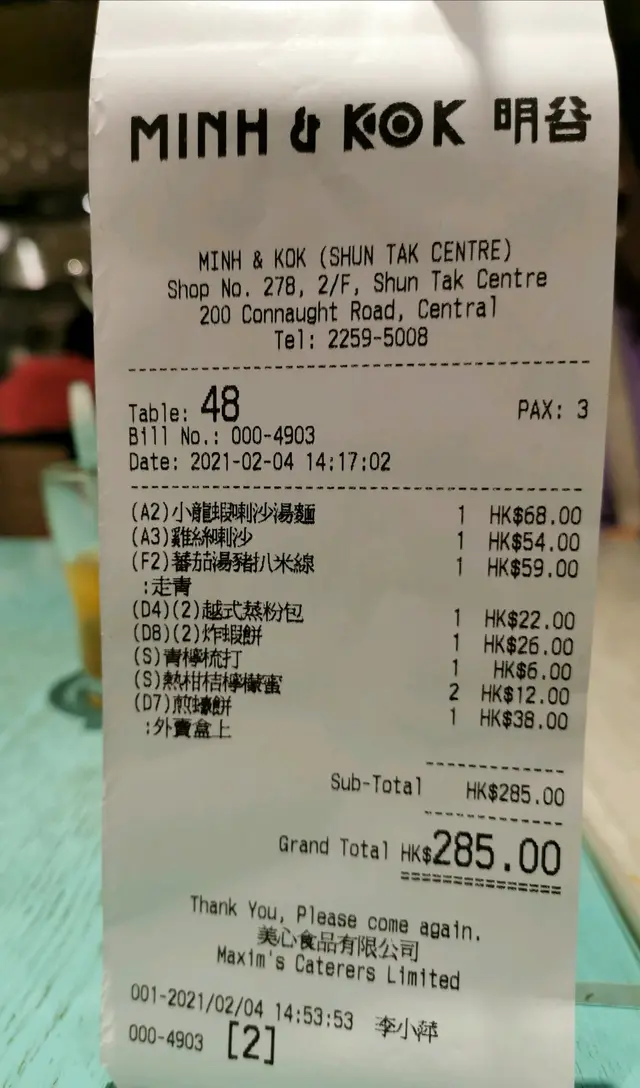 MINH & KOK 明谷
MINH & KOK (SHUN TAK CENTRE)
Shop No. 278, 2/F, Shun Tak Centre
200 Connaught Road, Central
Tel: 2259-5008
Table: 48 PAX: 3
Bill No.: 000-4903
Date: 2021-02-04 14:17:02
(A2)小龍蝦喇沙湯麵 1 HK$68.00
(A3)雞絲喇沙 1 HK$54.00
(F2)蕃茄湯豬扒米線 1 HK$59.00
:走青
(D4)(2)越式蒸粉包 1 HK$22.00
(D8)(2)炸蝦餅 1 HK$26.00
(S)青檸梳打 1 HK$6.00
(S)熱柑桔檸檬蜜 2 HK$12.00
(D7)煎蠔餅 1 HK$38.00
:外賣盒上
Sub-Total HK$285.00
Grand Total HK$285.00
Thank You, Please come again.
美心食品有限公司
Maxim's Caterers Limited
001-2021/02/04 14:53:53 李小萍
000-4903 [2]